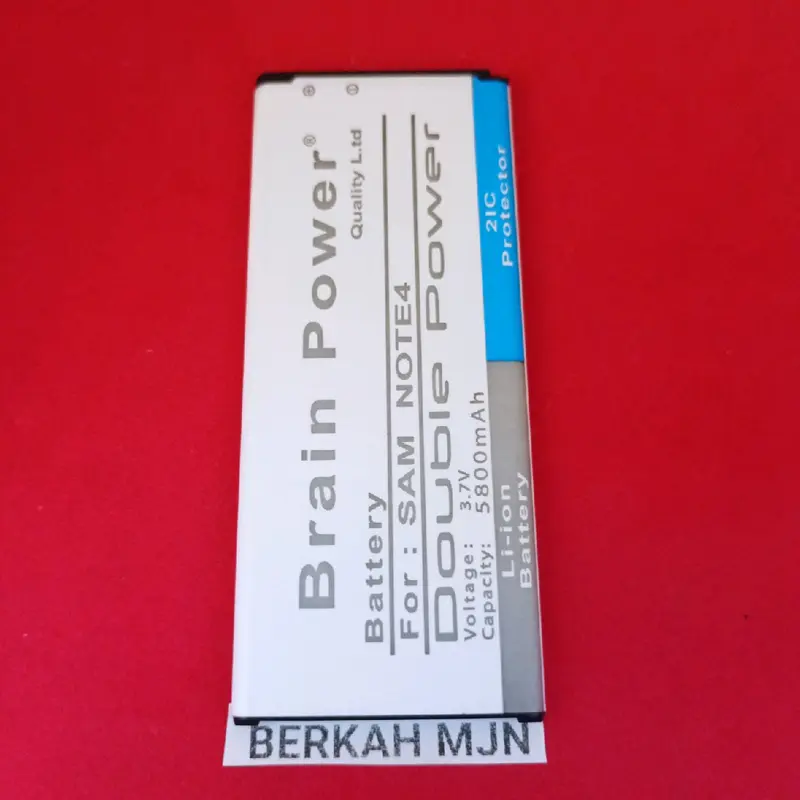 Brain Power®
Quality L.td
Battery
For : SAM NOTE4
Double Power
Voltage : 3.7V
Capacity: 5800mAh
2IC
Protector
Li-ion
Battery
BERKAH MJN